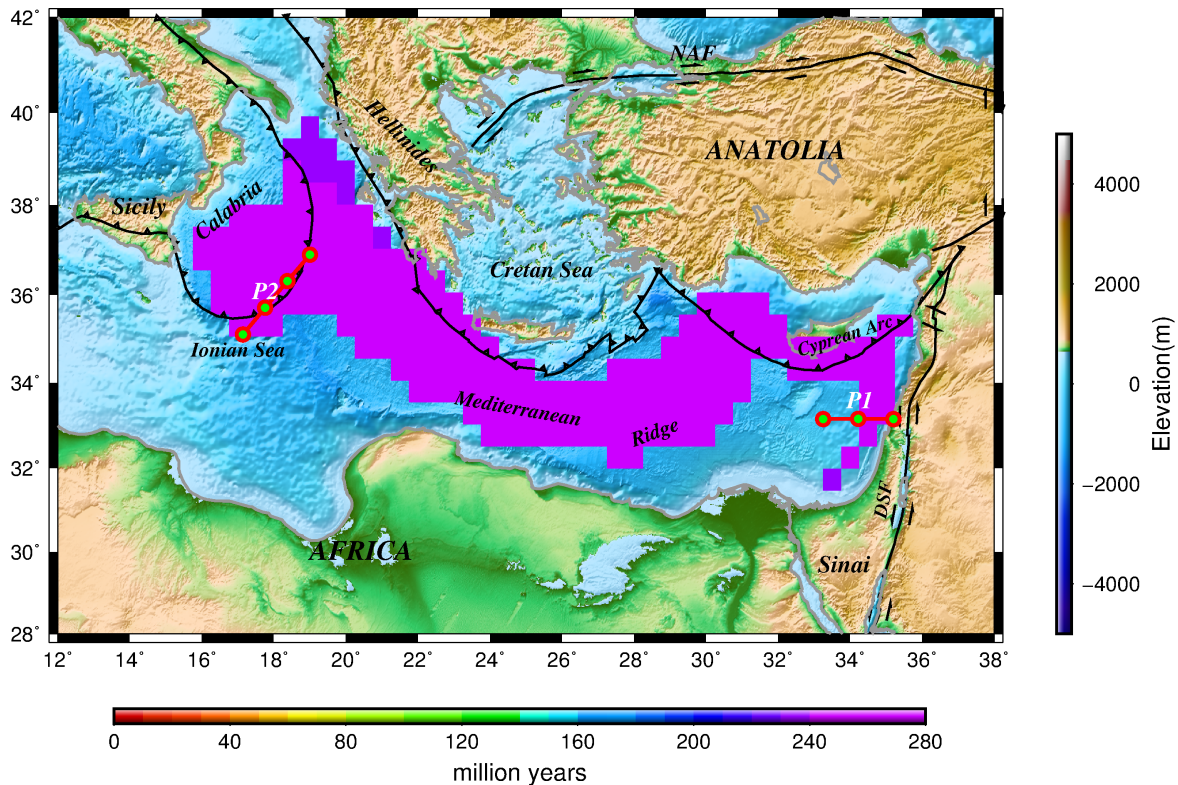 42˚
40˚
38˚
36˚
34˚
32˚
30˚
28˚
12˚ 14˚ 16˚ 18˚ 20˚ 22˚ 24˚ 26˚ 28˚ 30˚ 32˚ 34˚ 36˚ 38˚
NAF
Hellinides
ANATOLIA
Sicily
Calabria
Cretan Sea
P2
Ionian Sea
Cyprean Arc
Mediterranean
Ridge
P1
DSF
AFRICA
Sinai
4000
2000
0
−2000
−4000
Elevation(m)
0 40 80 120 160 200 240 280
million years